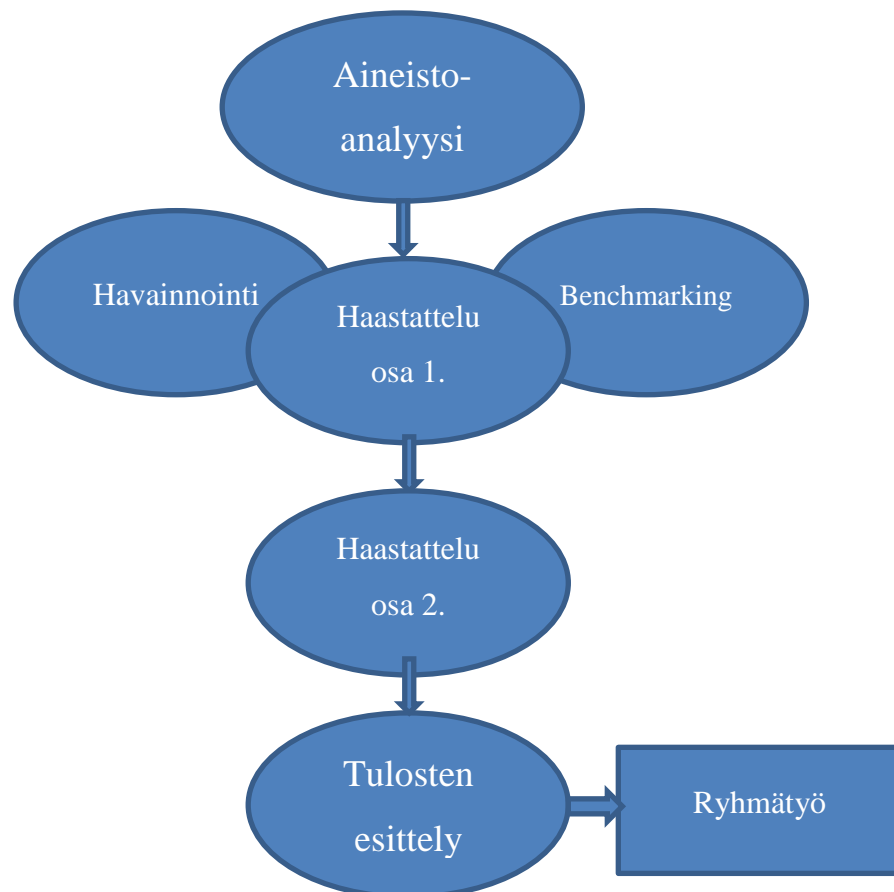 Aineisto-
analyysi
Havainnointi
Haastattelu
osa 1.
Benchmarking
Haastattelu
osa 2.
Tulosten
esittely
Ryhmätyö